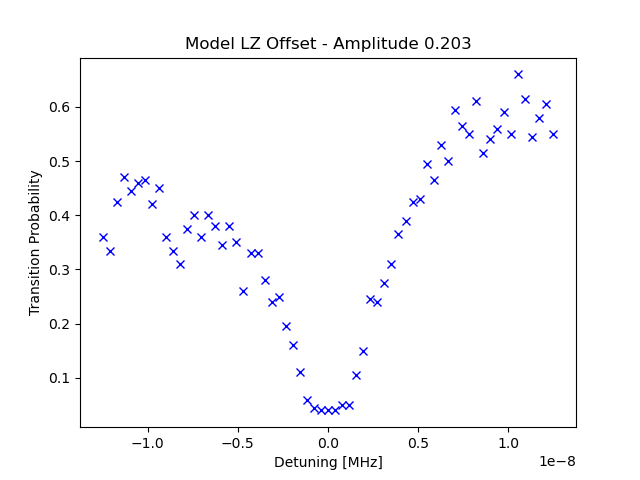 Model LZ Offset - Amplitude 0.203
Transition Probability
0.6
0.5
0.4
0.3
0.2
0.1
−1.0 −0.5 0.0 0.5 1.0
1e−8
Detuning [MHz]